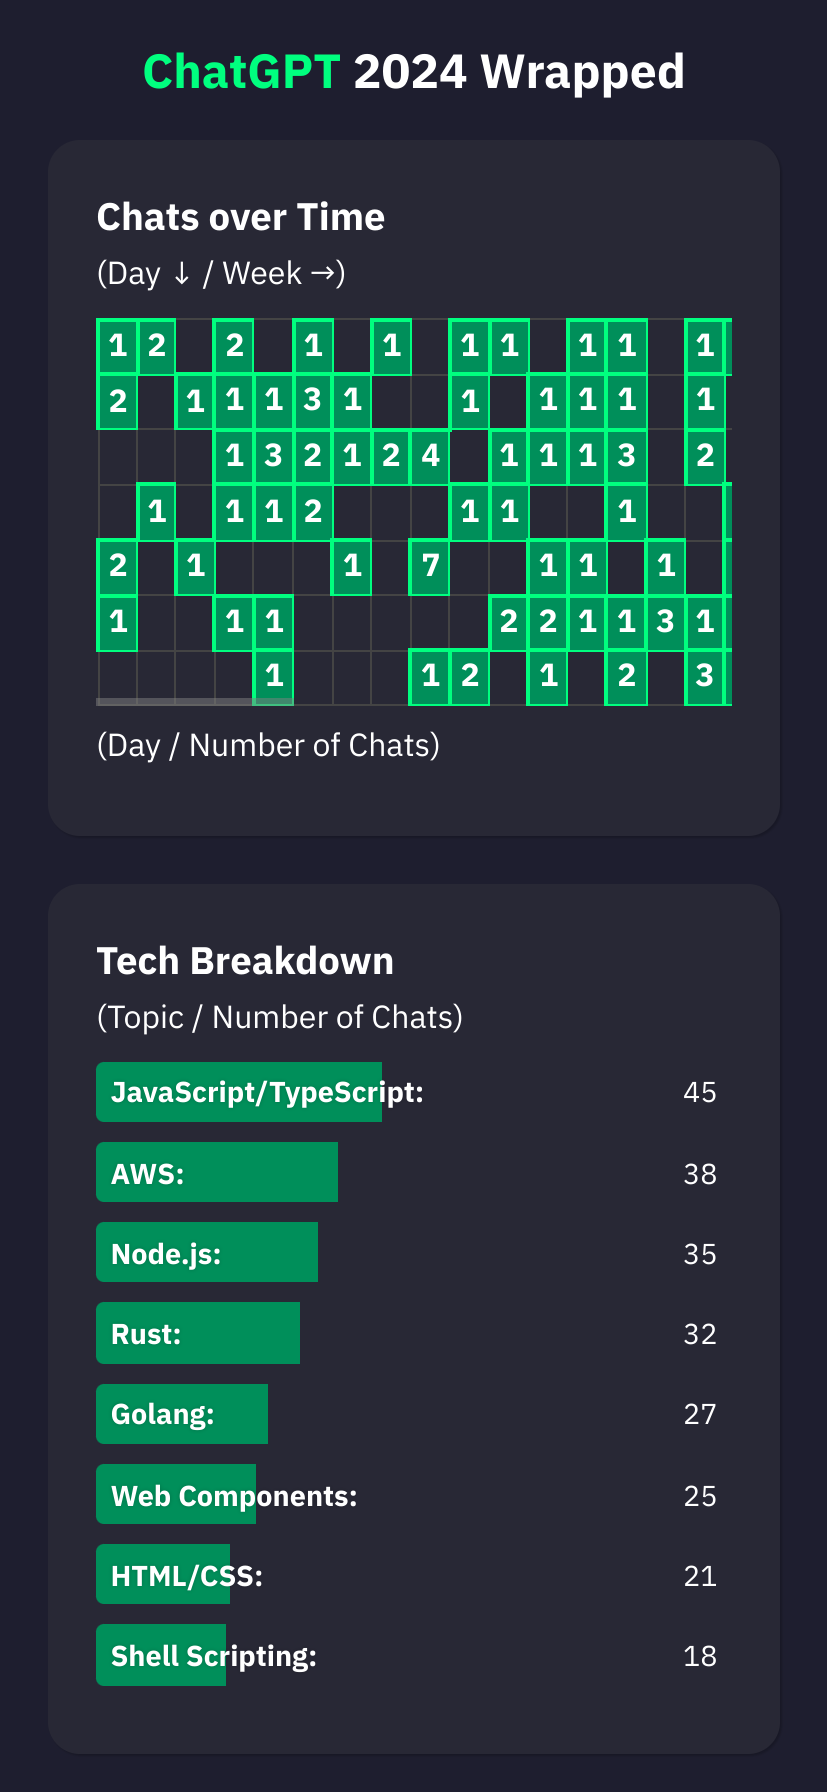 ChatGPT 2024 Wrapped
Chats over Time
(Day ↓ / Week →)
1 2 2 1 1 1 1 1 1 1
2 1 1 1 3 1 1 1 1 1 1
1 3 2 1 2 4 1 1 1 3 2
1 1 1 2 1 1 1
2 1 1 7 1 1 1
1 1 1 2 2 1 1 3 1
1 1 2 1 2 3
(Day / Number of Chats)
Tech Breakdown
(Topic / Number of Chats)
JavaScript/TypeScript: 45
AWS: 38
Node.js: 35
Rust: 32
Golang: 27
Web Components: 25
HTML/CSS: 21
Shell Scripting: 18